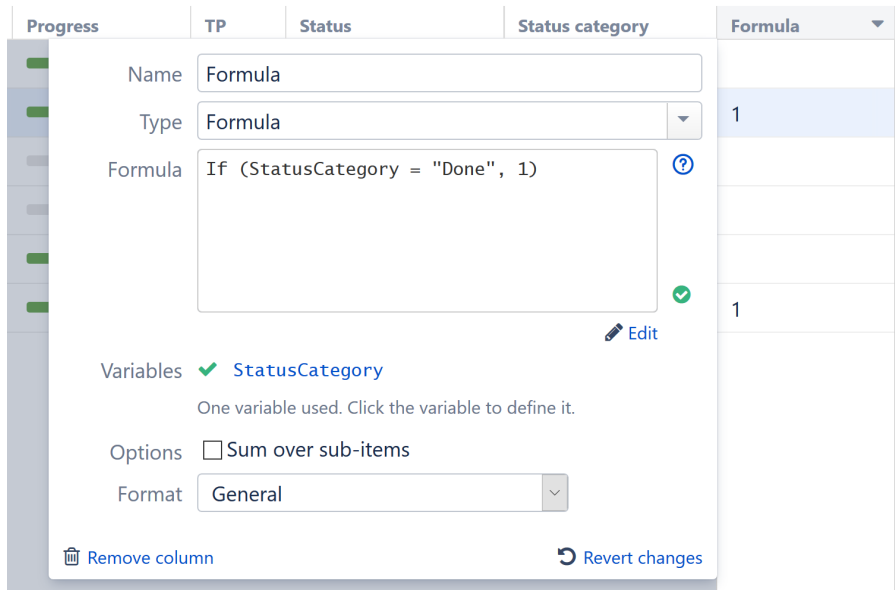 Progress TP Status Status category Formula
Name Formula
Type Formula
1
Formula If (StatusCategory = "Done", 1)
1
Edit
Variables StatusCategory
One variable used. Click the variable to define it.
Options Sum over sub-items
Format General
Remove column Revert changes